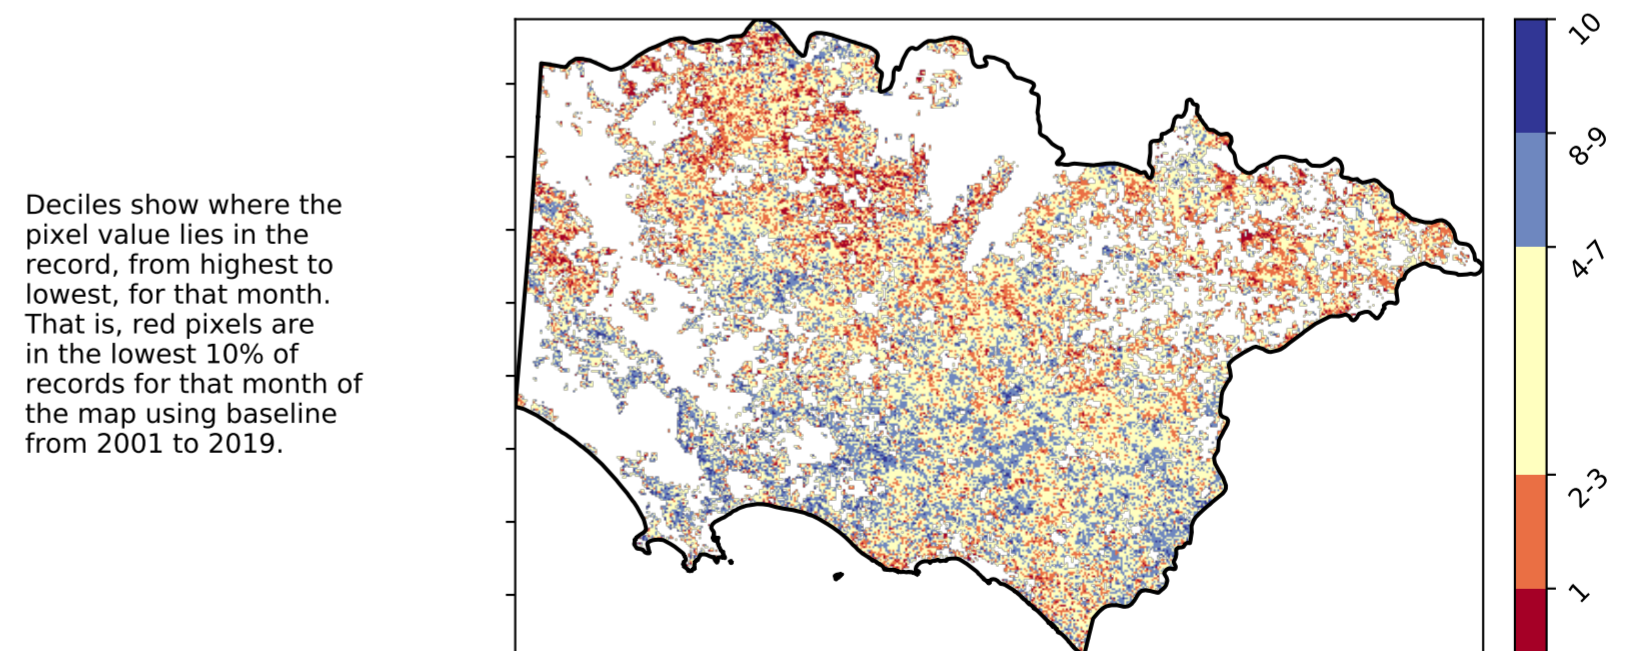 Deciles show where the
pixel value lies in the
record, from highest to
lowest, for that month.
That is, red pixels are
in the lowest 10% of
records for that month of
the map using baseline
from 2001 to 2019.
10
8-9
4-7
2-3
1